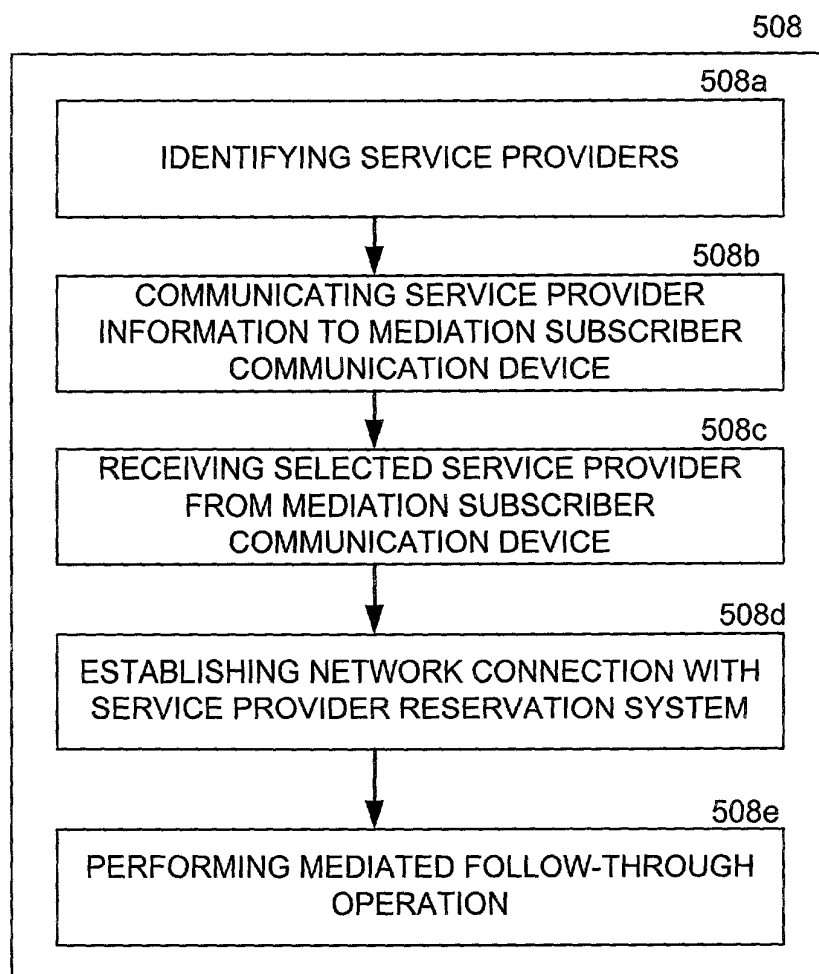 508
508a
IDENTIFYING SERVICE PROVIDERS
508b
COMMUNICATING SERVICE PROVIDER
INFORMATION TO MEDIATION SUBSCRIBER
COMMUNICATION DEVICE
508c
RECEIVING SELECTED SERVICE PROVIDER
FROM MEDIATION SUBSCRIBER
COMMUNICATION DEVICE
508d
ESTABLISHING NETWORK CONNECTION WITH
SERVICE PROVIDER RESERVATION SYSTEM
508e
PERFORMING MEDIATED FOLLOW-THROUGH
OPERATION